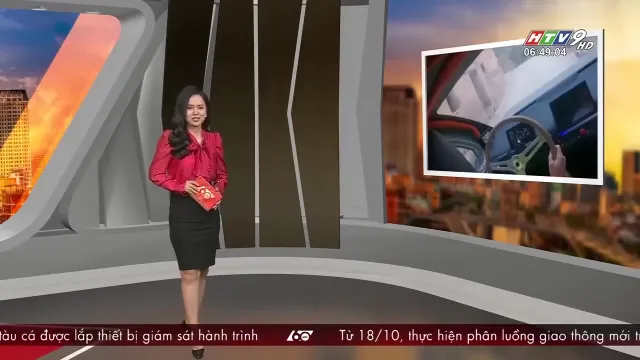 HTV9 HD
06:49:04
tàu cá được lắp thiết bị giám sát hành trình 60 Từ 18/10, thực hiện phân luồng giao thông mới t